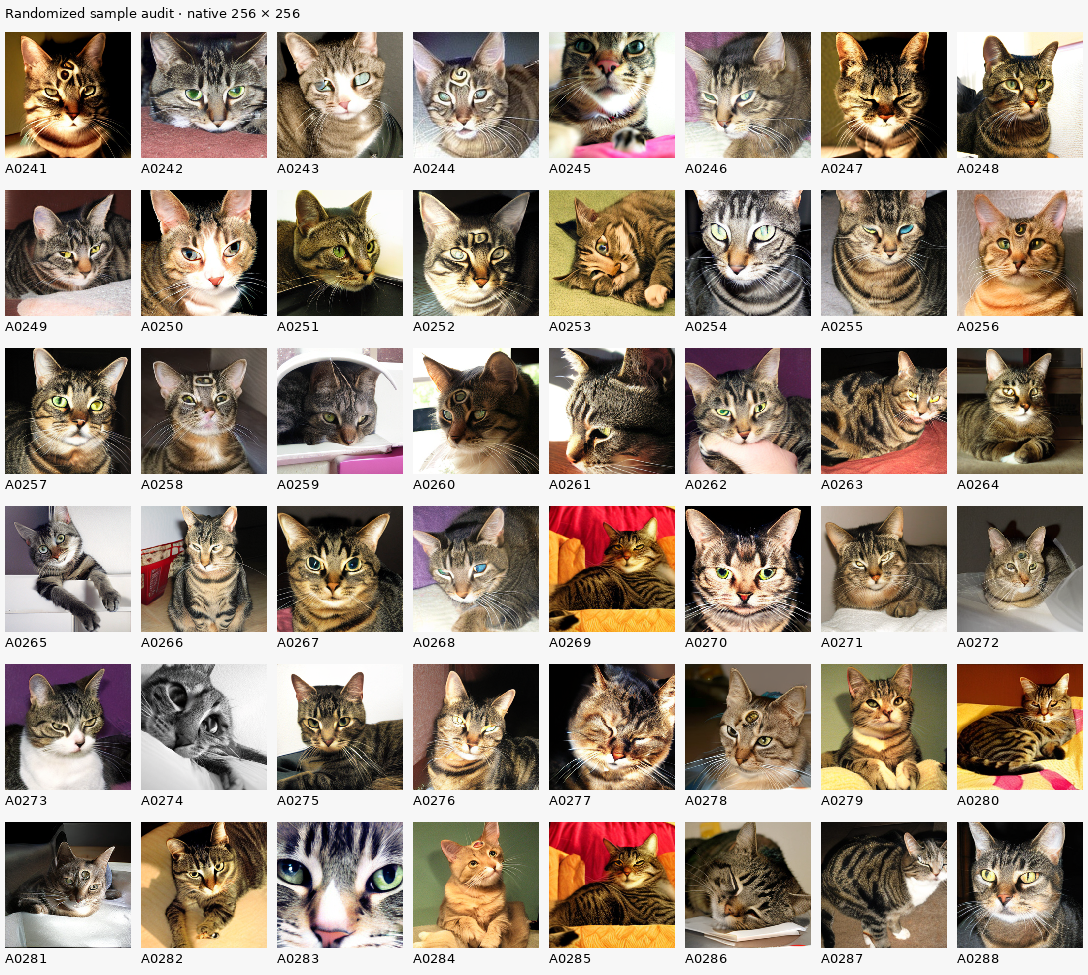 Randomized sample audit · native 256 × 256
A0241 A0242 A0243 A0244 A0245 A0246 A0247 A0248
A0249 A0250 A0251 A0252 A0253 A0254 A0255 A0256
A0257 A0258 A0259 A0260 A0261 A0262 A0263 A0264
A0265 A0266 A0267 A0268 A0269 A0270 A0271 A0272
A0273 A0274 A0275 A0276 A0277 A0278 A0279 A0280
A0281 A0282 A0283 A0284 A0285 A0286 A0287 A0288